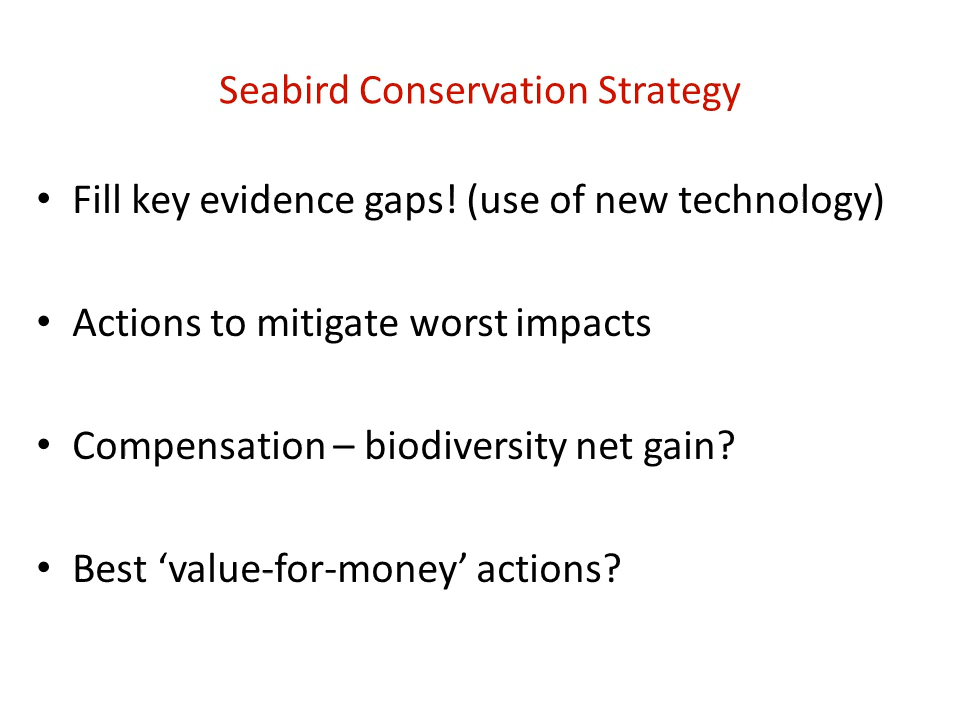 Seabird Conservation Strategy
• Fill key evidence gaps! (use of new technology)
• Actions to mitigate worst impacts
• Compensation – biodiversity net gain?
• Best ‘value-for-money’ actions?